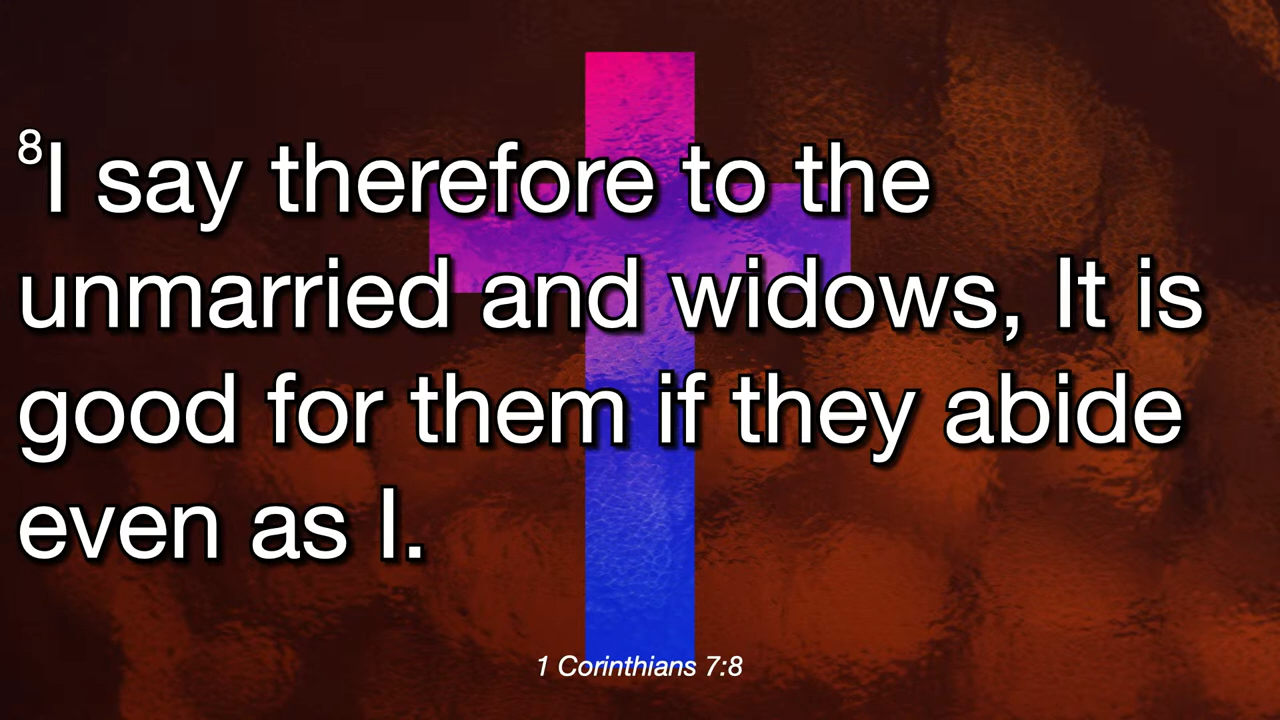 8I say therefore to the
unmarried and widows, It is
good for them if they abide
even as I.
1 Corinthians 7:8